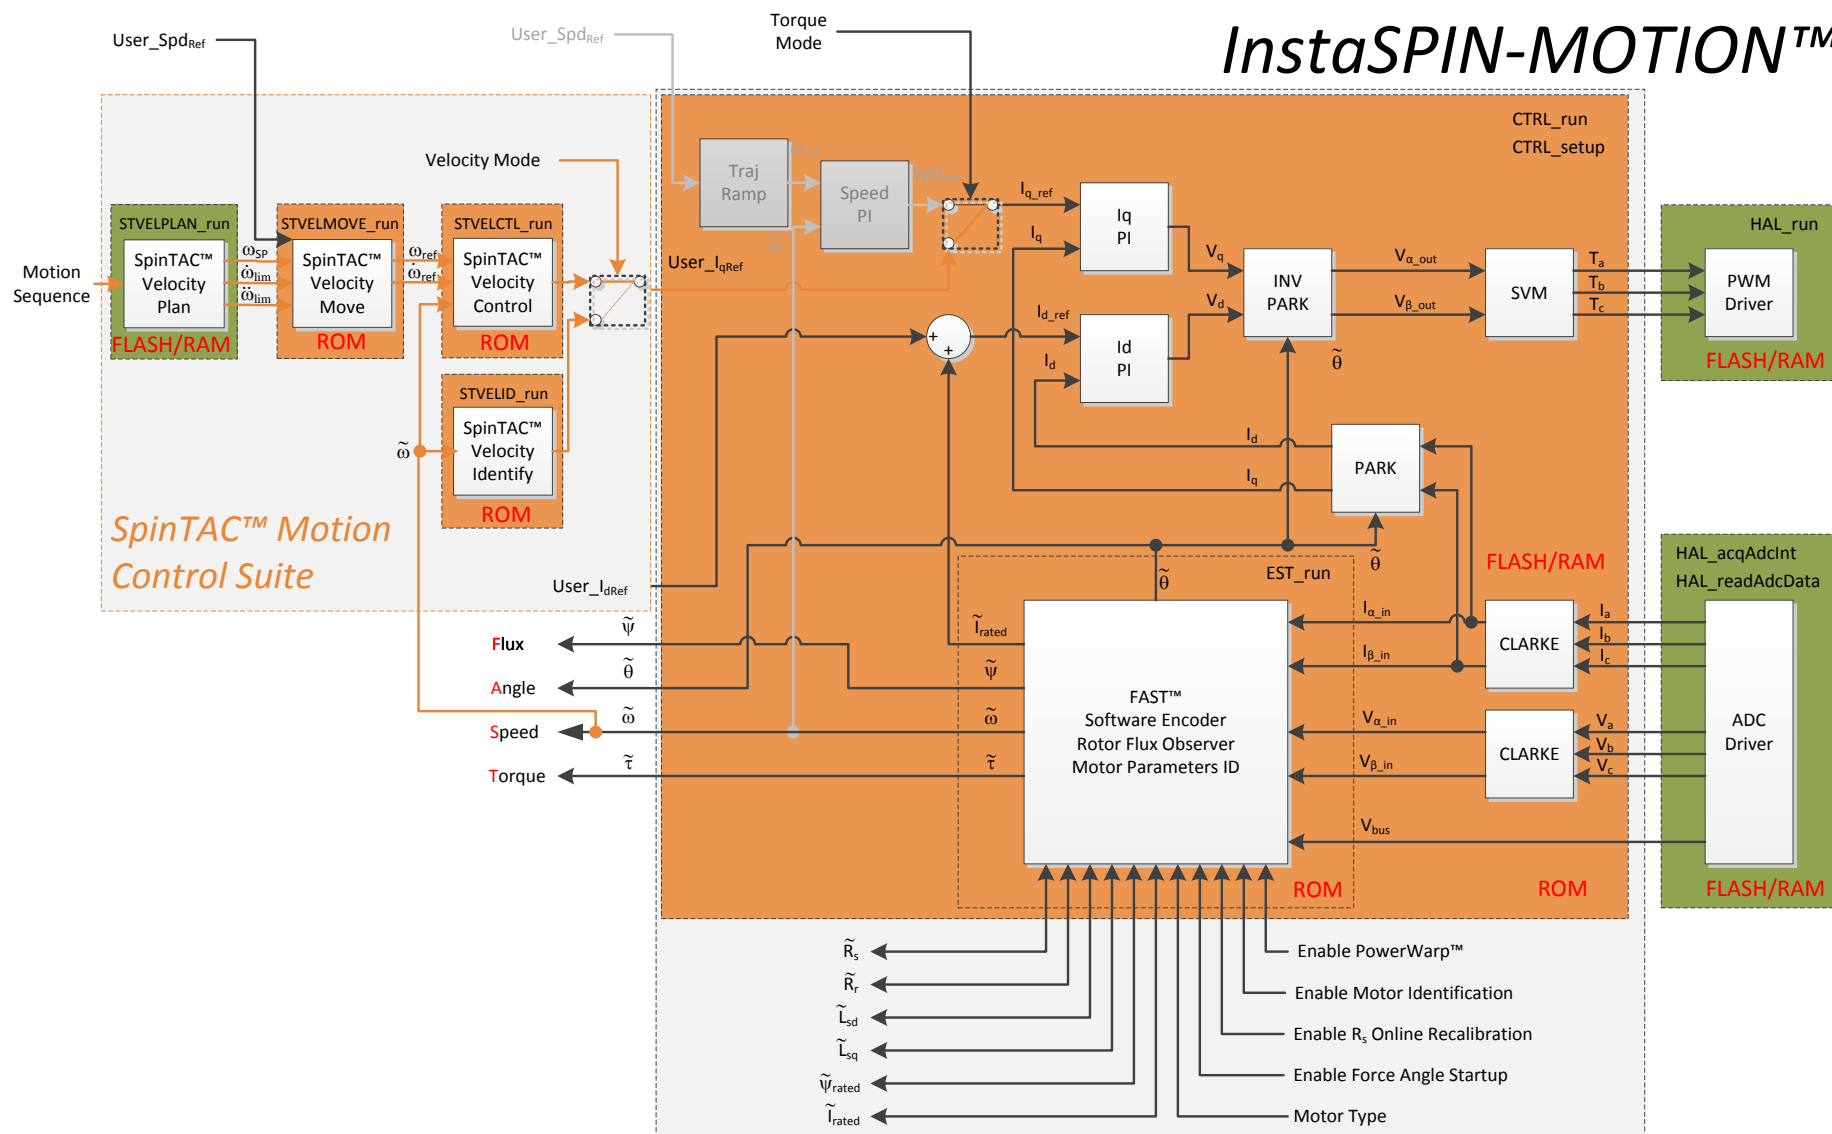 InstaSPIN-MOTION™
User_SpdRef
User_SpdRef
Torque
Mode
CTRL_run
CTRL_setup
Velocity Mode
Traj
Ramp
Speed
PI
Iq_ref
Iq
Iq
PI
Vq
Vd
INV
PARK
Vα_out
Vβ_out
SVM
Ta
Tb
Tc
HAL_run
PWM
Driver
FLASH/RAM
Motion
Sequence
STVELPLAN_run
SpinTAC™
Velocity
Plan
FLASH/RAM
ωSP
ω̇lim
ω̈lim
STVELMOVE_run
SpinTAC™
Velocity
Move
ROM
ωref
ω̇ref
STVELCTL_run
SpinTAC™
Velocity
Control
ROM
User_IqRef
Id_ref
Id
Id
PI
θ̃
STVELID_run
SpinTAC™
Velocity
Identify
ROM
ω̃
Id
Iq
PARK
θ̃
SpinTAC™ Motion
Control Suite
User_IdRef
FLASH/RAM
EST_run
θ̃
HAL_acqAdcInt
HAL_readAdcData
Flux
ψ̃
Angle
θ̃
Speed
ω̃
Torque
τ̃
Ĩrated
ψ̃
ω̃
τ̃
FAST™
Software Encoder
Rotor Flux Observer
Motor Parameters ID
Iα_in
Iβ_in
Vα_in
Vβ_in
Vbus
CLARKE
CLARKE
Ia
Ib
Ic
Va
Vb
Vc
ADC
Driver
ROM
ROM
FLASH/RAM
R̃s
R̃r
L̃sd
L̃sq
ψ̃rated
Ĩrated
Enable PowerWarp™
Enable Motor Identification
Enable Rs Online Recalibration
Enable Force Angle Startup
Motor Type